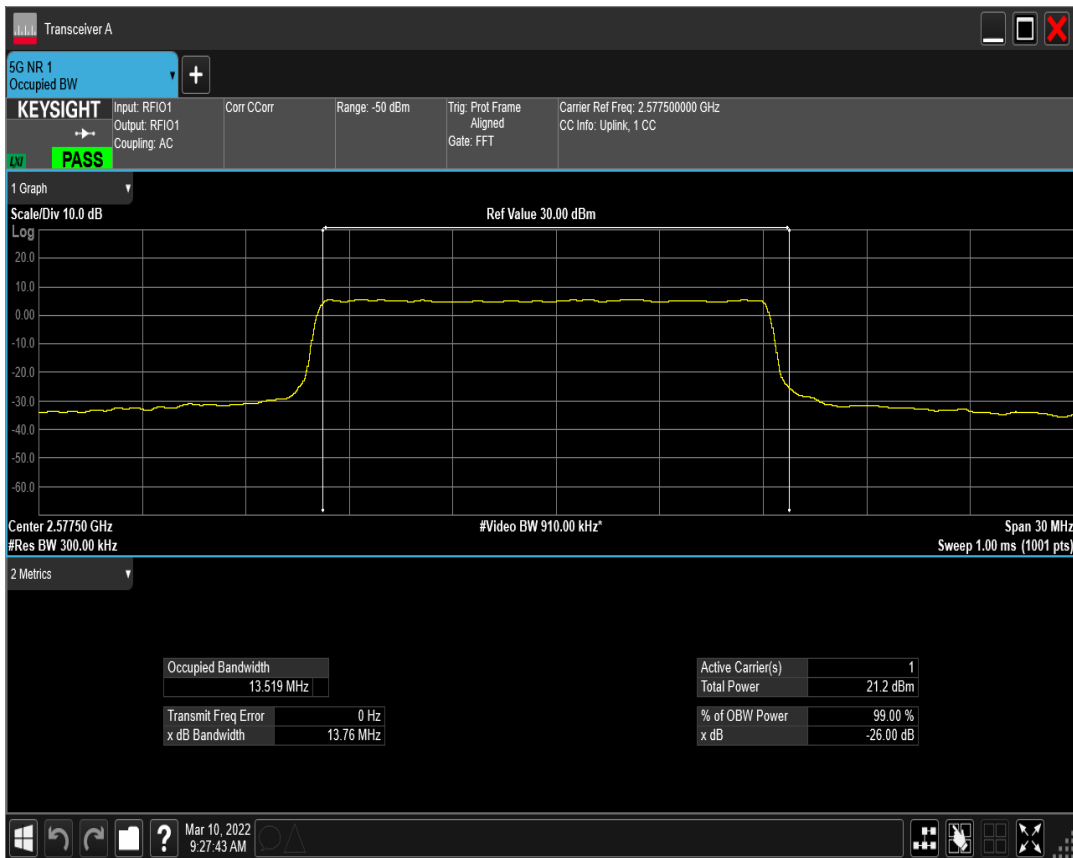 Transceiver A
5G NR 1
Occupied BW
+
KEYSIGHT
LXI
PASS
Input: RFIO1
Output: RFIO1
Coupling: AC
Corr CCorr
Range: -50 dBm
Trig: Prot Frame
Aligned
Gate: FFT
Carrier Ref Freq: 2.577500000 GHz
CC Info: Uplink, 1 CC
1 Graph
Scale/Div 10.0 dB
Ref Value 30.00 dBm
Log
20.0
10.0
0.00
-10.0
-20.0
-30.0
-40.0
-50.0
-60.0
Center 2.57750 GHz
#Video BW 910.00 kHz*
Span 30 MHz
#Res BW 300.00 kHz
Sweep 1.00 ms (1001 pts)
2 Metrics
Occupied Bandwidth
13.519 MHz
Transmit Freq Error 0 Hz
x dB Bandwidth 13.76 MHz
Active Carrier(s) 1
Total Power 21.2 dBm
% of OBW Power 99.00 %
x dB -26.00 dB
?
Mar 10, 2022
9:27:43 AM